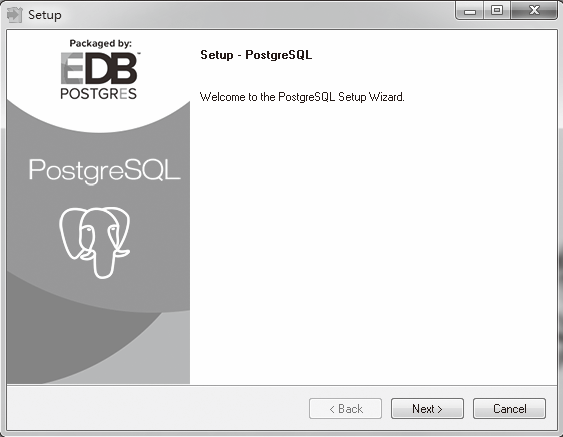 Setup
Packaged by:
EDB
POSTGRES
PostgreSQL
Setup - PostgreSQL
Welcome to the PostgreSQL Setup Wizard.
< Back
Next >
Cancel